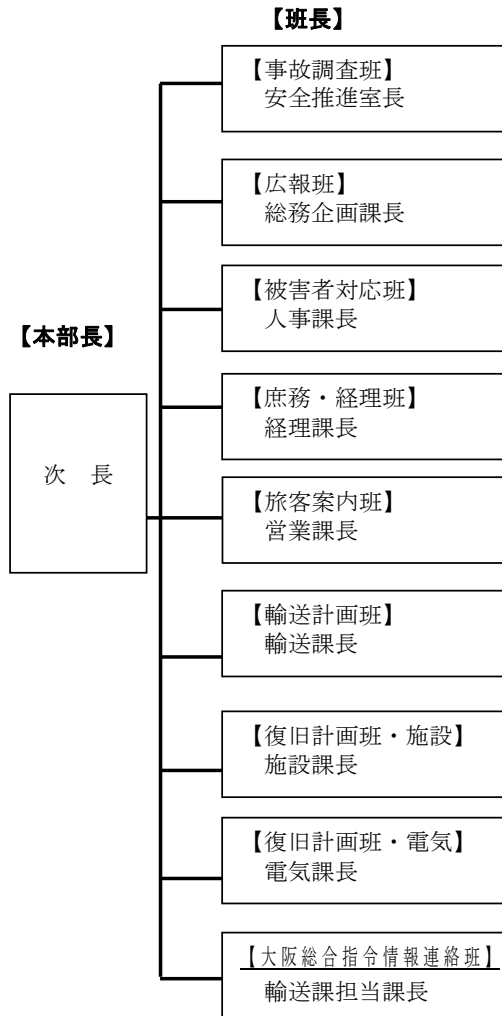 【班長】
【事故調査班】
安全推進室長
【広報班】
総務企画課長
【被害者対応班】
人事課長
【本部長】
次　長
【庶務・経理班】
経理課長
【旅客案内班】
営業課長
【輸送計画班】
輸送課長
【復旧計画班・施設】
施設課長
【復旧計画班・電気】
電気課長
【大阪総合指令情報連絡班】
輸送課担当課長